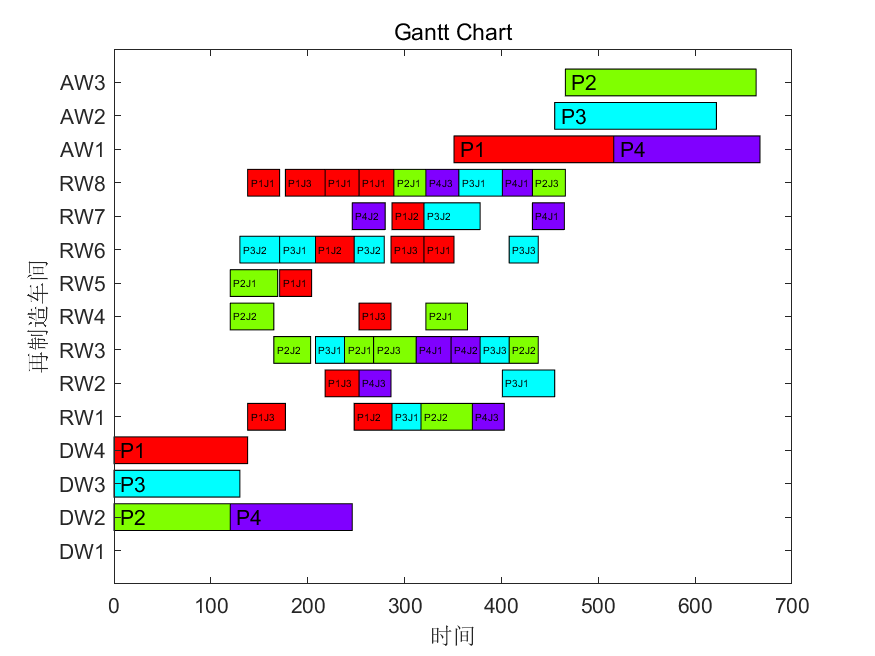 Gantt Chart
AW3
P2
AW2
P3
AW1
P1 P4
RW8
P1J1 P1J3 P1J1 P1J1 P2J1 P4J3 P3J1 P4J1 P2J3
RW7
P4J2 P1J2 P3J2 P4J1
RW6
P3J2 P3J1 P1J2 P3J2 P1J3 P1J1 P3J3
RW5
P2J1 P1J1
RW4
P2J2 P1J3 P2J1
RW3
P2J2 P3J1 P2J1 P2J3 P4J1 P4J2 P3J3 P2J2
RW2
P1J3 P4J3 P3J1
RW1
P1J3 P1J2 P3J1 P2J2 P4J3
DW4
P1
DW3
P3
DW2
P2 P4
DW1
0 100 200 300 400 500 600 700
时间
再制造车间